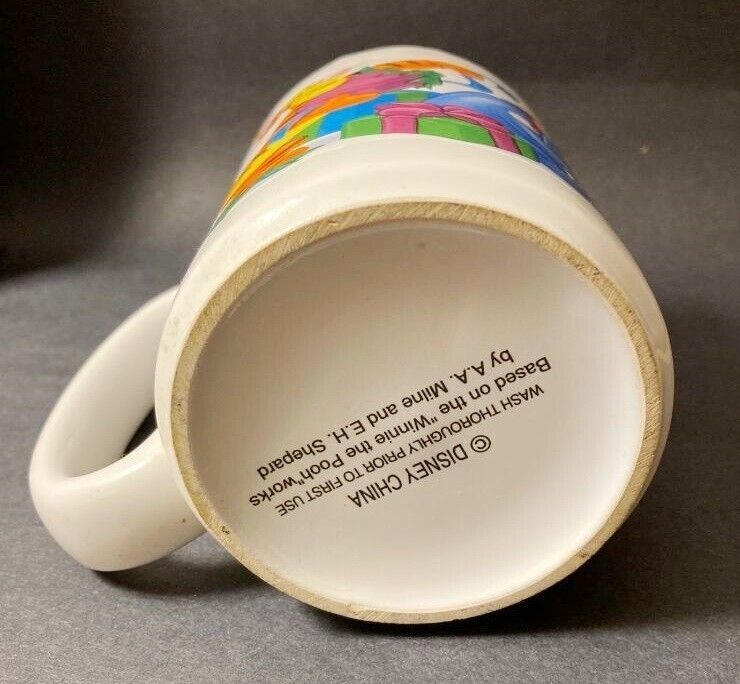 © DISNEY CHINA
WASH THOROUGHLY PRIOR TO FIRST USE
Based on the "Winnie the Pooh"works
by A.A. Milne and E.H. Shepard